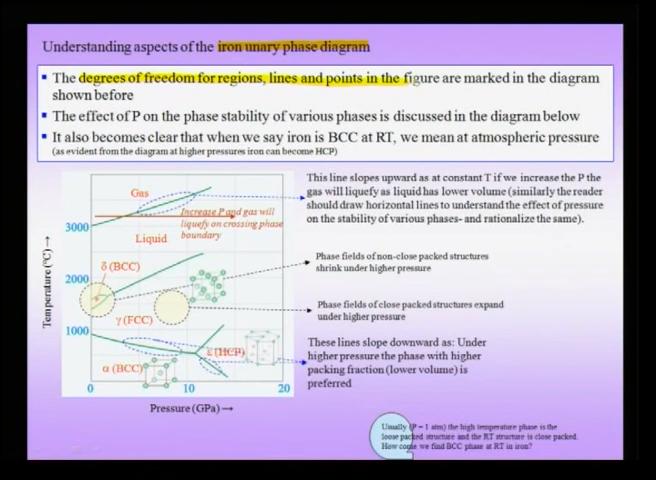 Understanding aspects of the iron unary phase diagram
The degrees of freedom for regions, lines and points in the figure are marked in the diagram
shown before
The effect of P on the phase stability of various phases is discussed in the diagram below
It also becomes clear that when we say iron is BCC at RT, we mean at atmospheric pressure
(as evident from the diagram at higher pressures iron can become HCP)
This line slopes upward as at constant T if we increase the P the
gas will liquefy as liquid has lower volume (similarly the reader
should draw horizontal lines to understand the effect of pressure
on the stability of various phases- and rationalize the same).
Gas
Increase P and gas will
liquefy on crossing phase
boundary
3000
Liquid
Phase fields of non-close packed structures
shrink under higher pressure
δ (BCC)
2000
Temperature (ºC) →
Phase fields of close packed structures expand
under higher pressure
γ (FCC)
1000
These lines slope downward as: Under
higher pressure the phase with higher
packing fraction (lower volume) is
preferred
ε (HCP)
α (BCC)
0 10 20
Pressure (GPa) →
Usually (P = 1 atm) the high temperature phase is the
loose packed structure and the RT structure is close packed.
How come we find BCC phase at RT in iron?